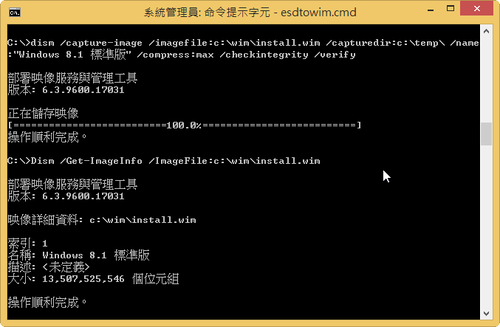 系統管理員: 命令提示字元 - esdtowim.cmd
C:\>dism /capture-image /imagefile:c:\wim\install.wim /capturedir:c:\temp\ /name
:"Windows 8.1 標準版" /compress:max /checkintegrity /verify
部署映像服務與管理工具
版本: 6.3.9600.17031
正在儲存映像
[==========================100.0%==========================]
操作順利完成。
C:\>Dism /Get-ImageInfo /ImageFile:c:\wim\install.wim
部署映像服務與管理工具
版本: 6.3.9600.17031
映像詳細資料: c:\wim\install.wim
索引: 1
名稱: Windows 8.1 標準版
描述: <未定義>
大小: 13,507,525,546 個位元組
操作順利完成。